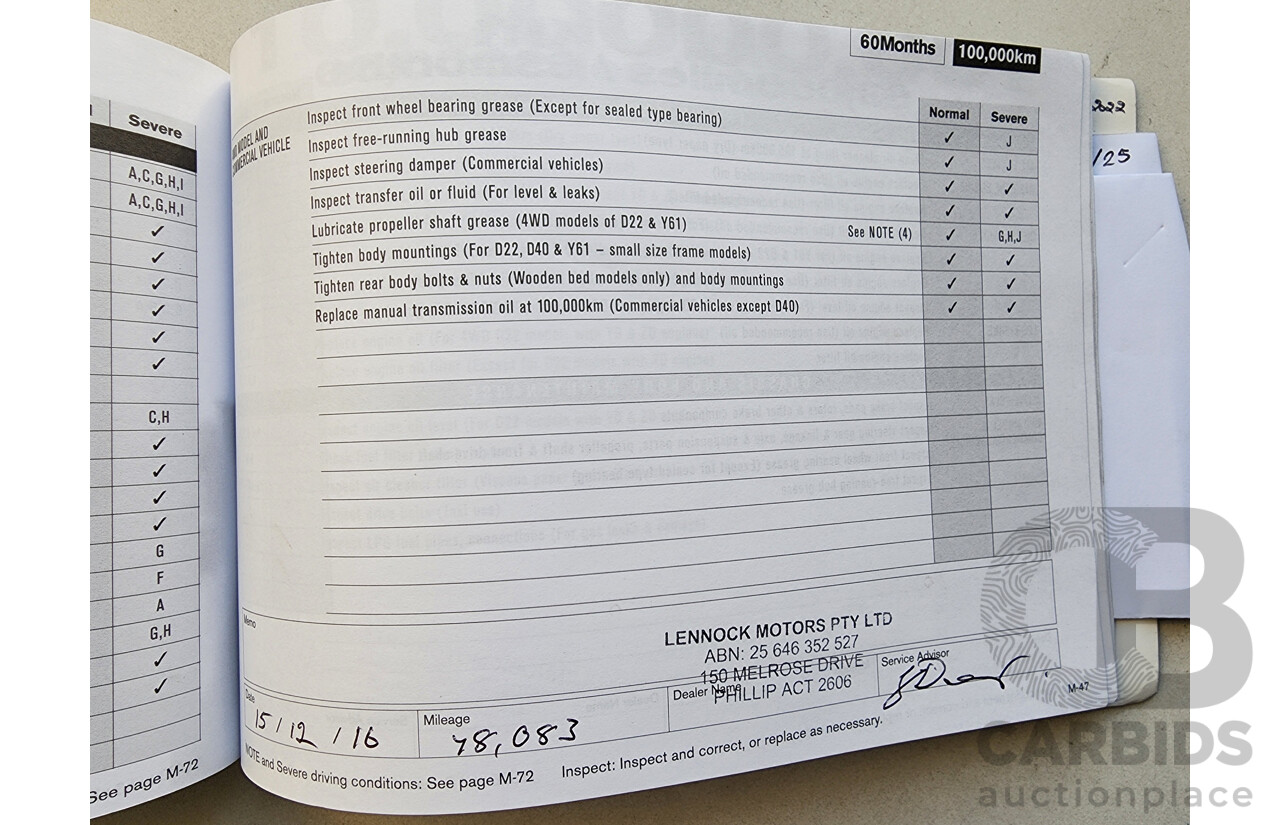 Severe
A,C,G,H,I
A,C,G,H,I
✓
✓
✓
✓
✓
✓
C,H
✓
✓
✓
✓
G
F
A
G,H
✓
✓
See page M-72
60Months 100,000km
MODEL AND
COMMERCIAL VEHICLE
Normal Severe
Inspect front wheel bearing grease (Except for sealed type bearing) ✓ J
Inspect free-running hub grease ✓ J
Inspect steering damper (Commercial vehicles) ✓ ✓
Inspect transfer oil or fluid (For level & leaks) ✓ ✓
Lubricate propeller shaft grease (4WD models of D22 & Y61) See NOTE (4) ✓ G,H,J
Tighten body mountings (For D22, D40 & Y61 – small size frame models) ✓ ✓
Tighten rear body bolts & nuts (Wooden bed models only) and body mountings ✓ ✓
Replace manual transmission oil at 100,000km (Commercial vehicles except D40) ✓ ✓
Memo
LENNOCK MOTORS PTY LTD
ABN: 25 646 352 527
150 MELROSE DRIVE
PHILLIP ACT 2606
Date
15/12/16
Mileage
78,083
Dealer Name
Service Advisor
M-47
NOTE and Severe driving conditions: See page M-72 Inspect: Inspect and correct, or replace as necessary.
2022
/25
CARBIDS
auctionplace